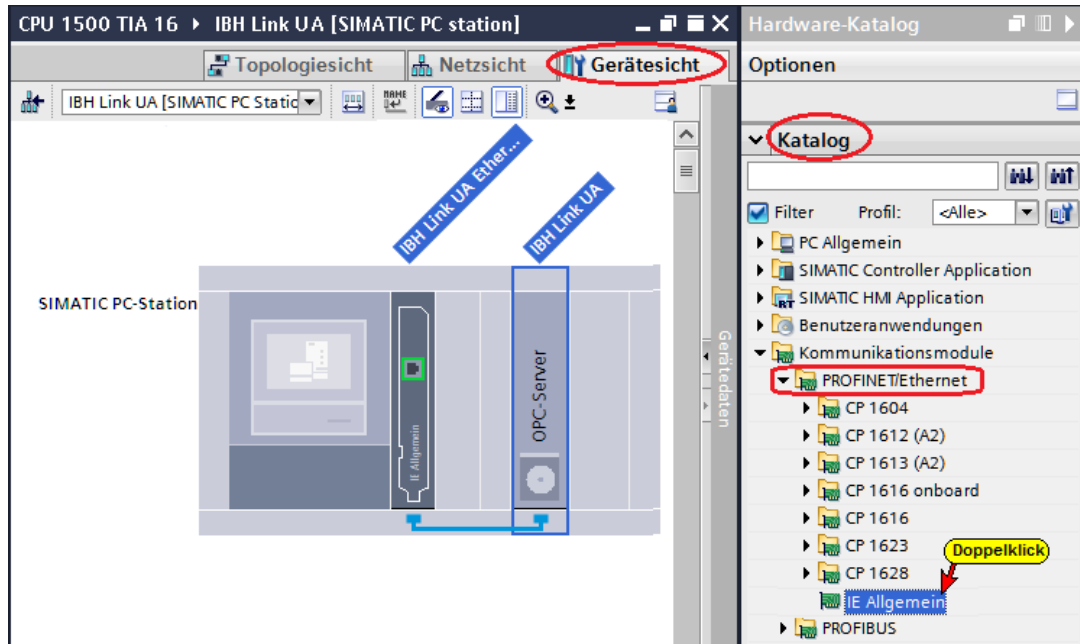 CPU 1500 TIA 16 ▸ IBH Link UA [SIMATIC PC station]
Topologiesicht
Netzsicht
Gerätesicht
IBH Link UA [SIMATIC PC Static
NAME
IBH Link UA Ether...
IBH Link UA
SIMATIC PC-Station
IE Allgemein
OPC-Server
Gerätedaten
Hardware-Katalog
Optionen
Katalog
Filter Profil: <Alle>
PC Allgemein
SIMATIC Controller Application
SIMATIC HMI Application
RT
Benutzeranwendungen
Kommunikationsmodule
PROFINET/Ethernet
CP 1604
CP 1612 (A2)
CP 1613 (A2)
CP 1616 onboard
CP 1616
CP 1623
Doppelklick
CP 1628
IE Allgemein
PROFIBUS